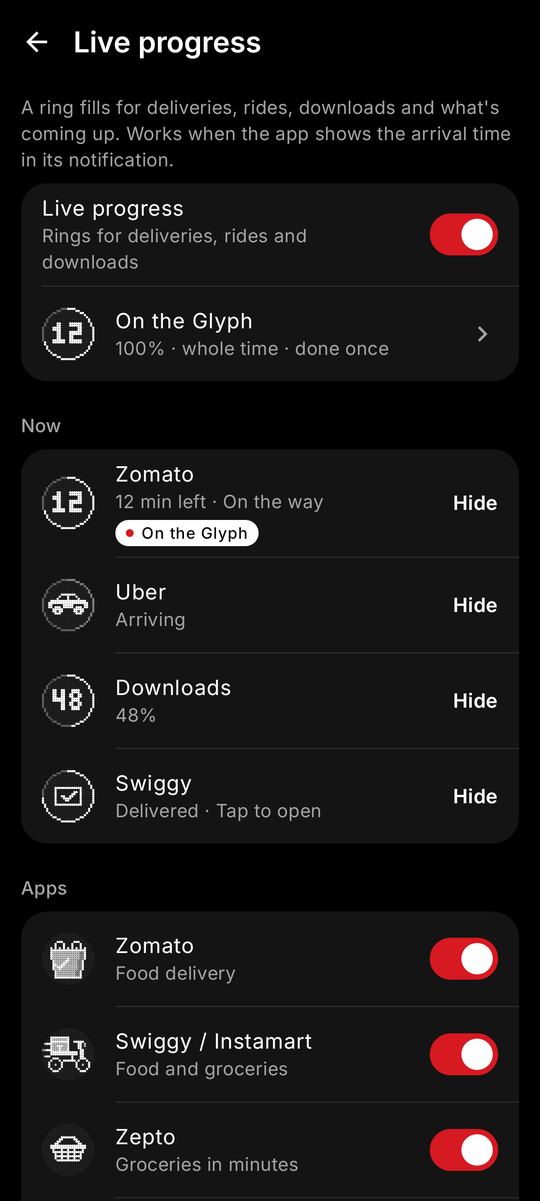 Live progress
A ring fills for deliveries, rides, downloads and what's
coming up. Works when the app shows the arrival time
in its notification.
Live progress
Rings for deliveries, rides and
downloads
12
On the Glyph
100% · whole time · done once
Now
12
Zomato
12 min left · On the way
On the Glyph
Hide
Uber
Arriving
Hide
48
Downloads
48%
Hide
Swiggy
Delivered · Tap to open
Hide
Apps
Zomato
Food delivery
Swiggy / Instamart
Food and groceries
Zepto
Groceries in minutes